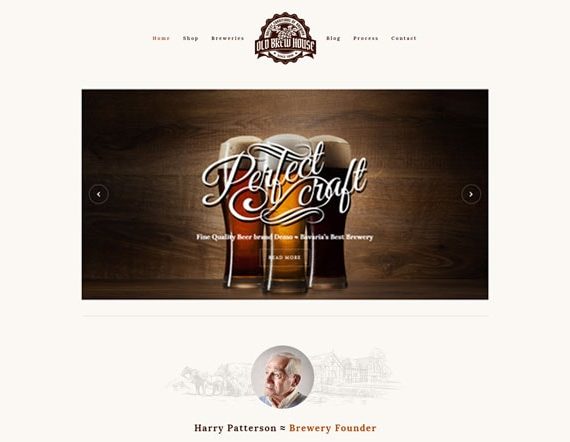 Home Shop Breweries
OLD BREW HOUSE
Blog Process Contact
Perfect
craft
Fine Quality Beer brand Demo ≈ Bavaria's Best Brewery
READ MORE
Harry Patterson ≈ Brewery Founder